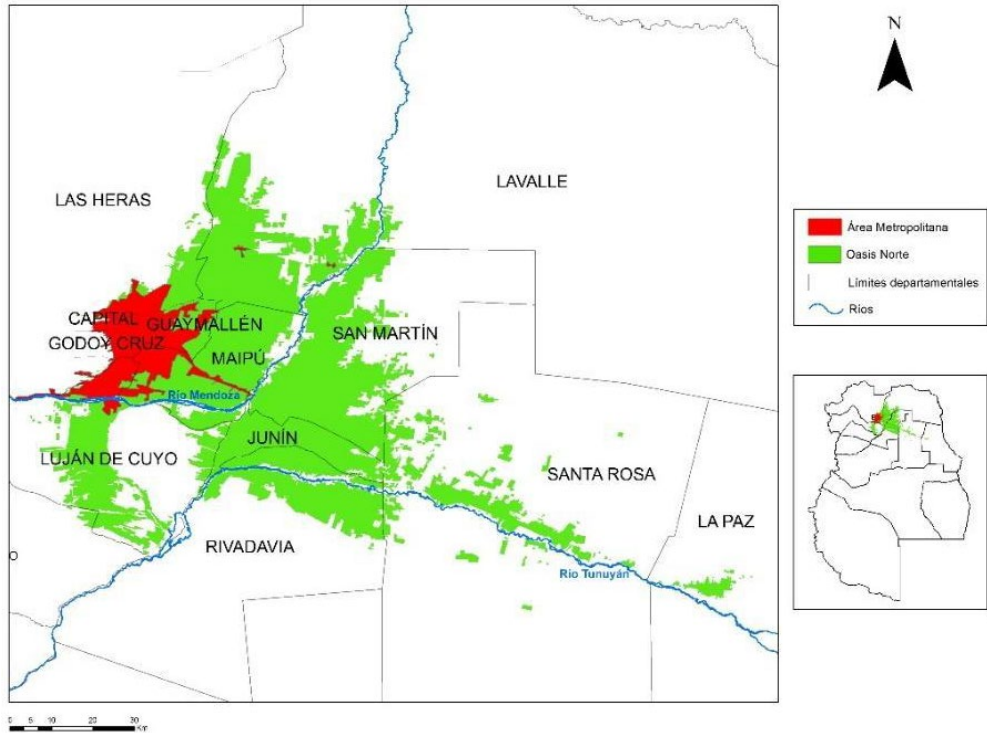 N
LAVALLE
LAS HERAS
Área Metropolitana
Oasis Norte
Límites departamentales
Ríos
CAPITAL
GUAYMALLÉN
GODOY CRUZ
SAN MARTÍN
MAIPÚ
Río Mendoza
JUNÍN
LUJÁN DE CUYO
SANTA ROSA
LA PAZ
RIVADAVIA
O
Río Tunuyán
0 5 10 20 30
Km